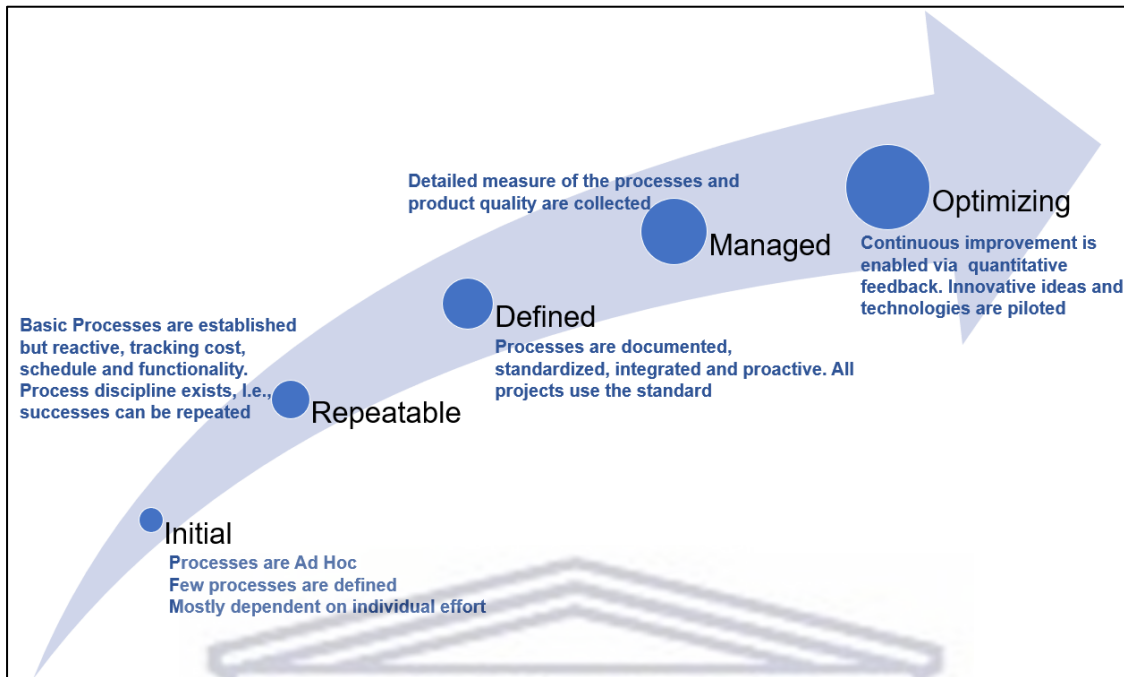 Initial
Processes are Ad Hoc
Few processes are defined
Mostly dependent on individual effort
Basic Processes are established
but reactive, tracking cost,
schedule and functionality.
Process discipline exists, I.e.,
successes can be repeated
Repeatable
Defined
Processes are documented,
standardized, integrated and proactive. All
projects use the standard
Detailed measure of the processes and
product quality are collected
Managed
Optimizing
Continuous improvement is
enabled via quantitative
feedback. Innovative ideas and
technologies are piloted